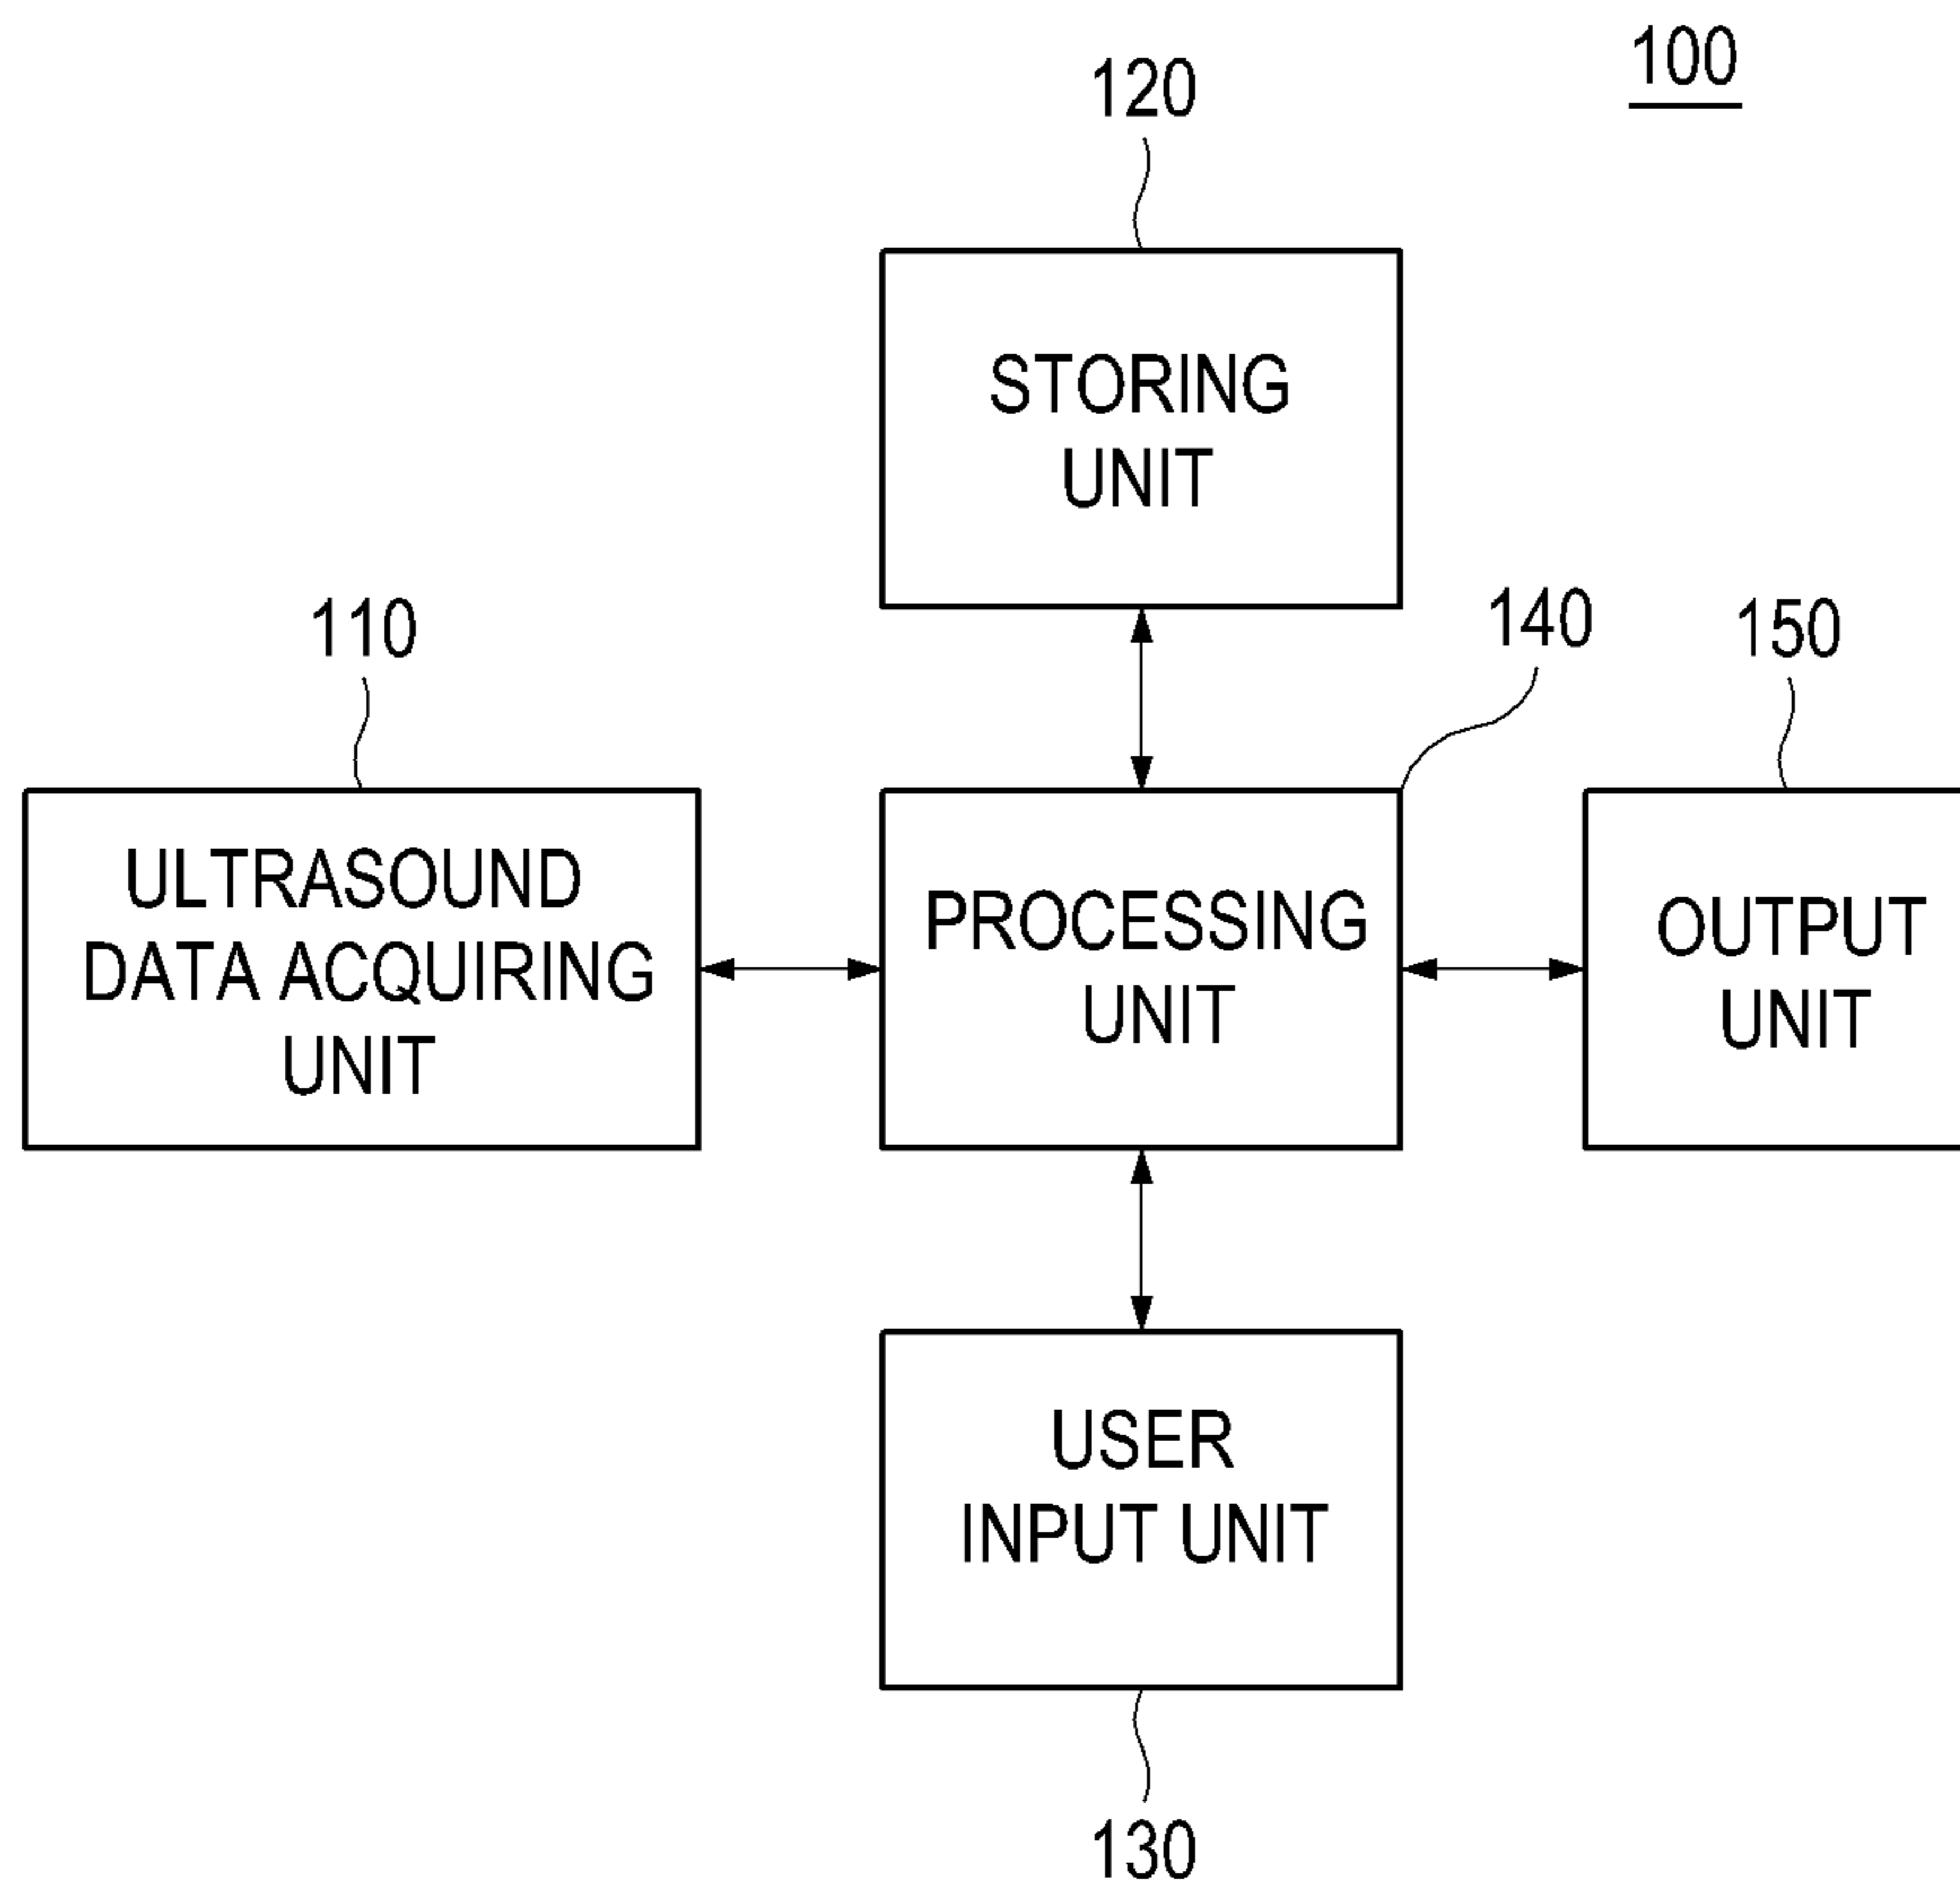 100
120
STORING
UNIT
110
140
150
ULTRASOUND
DATA ACQUIRING
UNIT
PROCESSING
UNIT
OUTPUT
UNIT
USER
INPUT UNIT
130